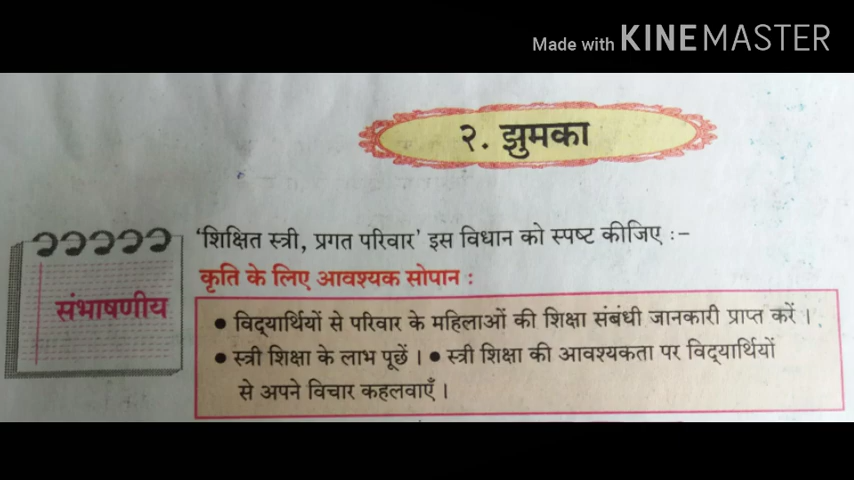 Made with KINEMASTER
२. झुमका
'शिक्षित स्त्री, प्रगत परिवार' इस विधान को स्पष्ट कीजिए :-
कृति के लिए आवश्यक सोपान :
संभाषणीय
• विद्यार्थियों से परिवार के महिलाओं की शिक्षा संबंधी जानकारी प्राप्त करें ।
• स्त्री शिक्षा के लाभ पूछें । • स्त्री शिक्षा की आवश्यकता पर विद्यार्थियों
से अपने विचार कहलवाएँ ।